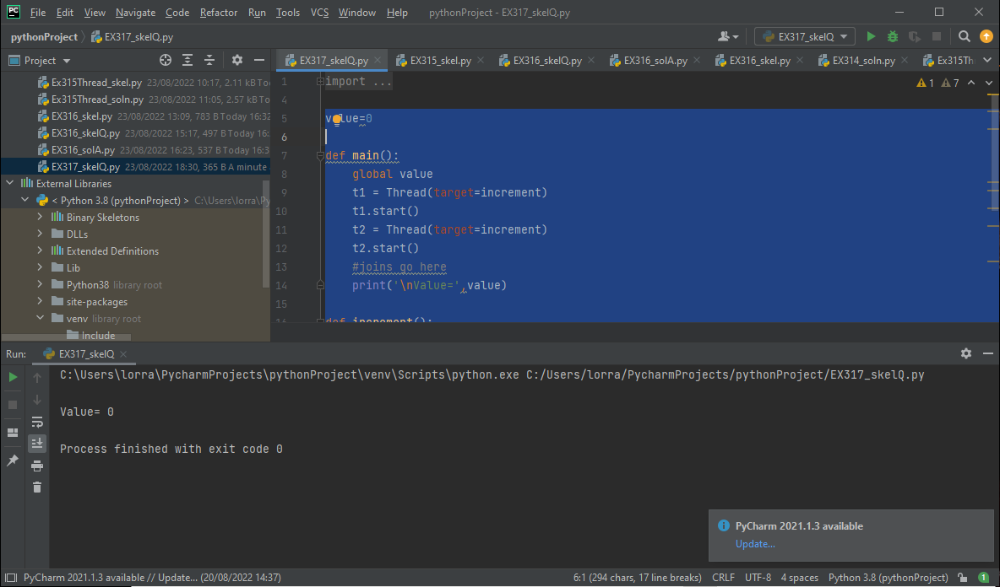 PC File Edit View Navigate Code Refactor Run Tools VCS Window Help pythonProject - EX317_skelQ.py
pythonProject EX317_skelQ.py EX317_skelQ
Project EX317_skelQ.py EX315_skel.py EX316_skelQ.py EX316_solA.py EX316_skel.py EX314_soln.py Ex315Th
Ex315Thread_skel.py 23/08/2022 10:17, 2.11 kB To
Ex315Thread_soln.py 23/08/2022 11:05, 2.57 kB To
EX316_skel.py 23/08/2022 13:09, 783 B Today 16:32
EX316_skelQ.py 23/08/2022 15:17, 497 B Today 16:
EX316_solA.py 23/08/2022 16:23, 537 B Today 16:3
EX317_skelQ.py 23/08/2022 18:30, 365 B A minute
External Libraries
< Python 3.8 (pythonProject) > C:\Users\lorra\Py
Binary Skeletons
DLLs
Extended Definitions
Lib
Python38 library root
site-packages
venv library root
Include
1 import ... 1 7
4
5 value=0
6
7 def main():
8 global value
9 t1 = Thread(target=increment)
10 t1.start()
11 t2 = Thread(target=increment)
12 t2.start()
13 #joins go here
14 print('\nValue=',value)
15
16 def increment():
Run: EX317_skelQ
C:\Users\lorra\PycharmProjects\pythonProject\venv\Scripts\python.exe C:/Users/lorra/PycharmProjects/pythonProject/EX317_skelQ.py
Value= 0
Process finished with exit code 0
PyCharm 2021.1.3 available
Update...
PyCharm 2021.1.3 available // Update... (20/08/2022 14:37) 6:1 (294 chars, 17 line breaks) CRLF UTF-8 4 spaces Python 3.8 (pythonProject) 1